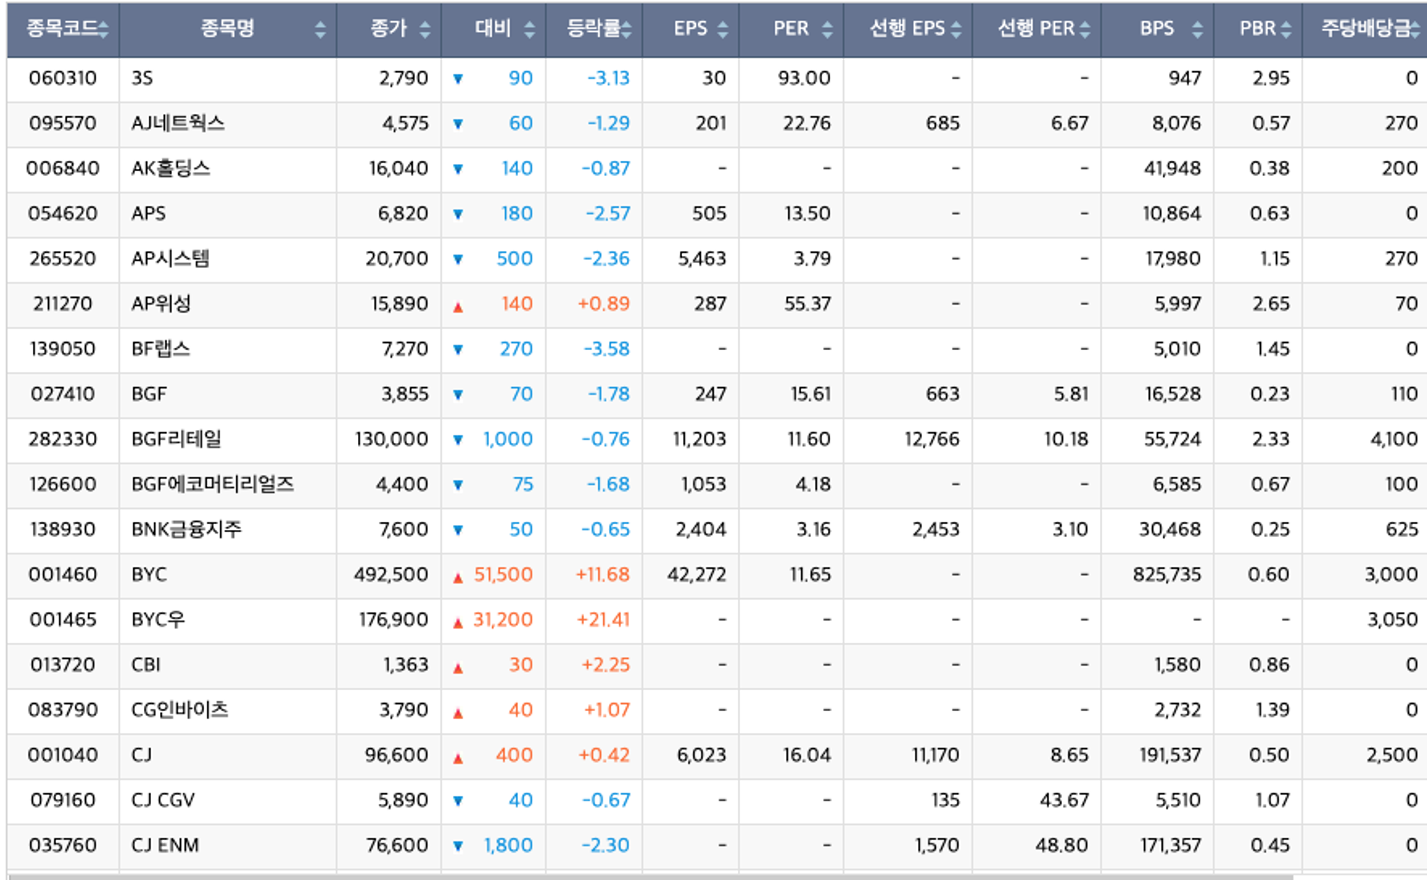 종목코드 종목명 종가 대비 등락률 EPS PER 선행 EPS 선행 PER BPS PBR 주당배당금
060310 3S 2,790 ▼ 90 -3.13 30 93.00 - - 947 2.95 0
095570 AJ네트웍스 4,575 ▼ 60 -1.29 201 22.76 685 6.67 8,076 0.57 270
006840 AK홀딩스 16,040 ▼ 140 -0.87 - - - - 41,948 0.38 200
054620 APS 6,820 ▼ 180 -2.57 505 13.50 - - 10,864 0.63 0
265520 AP시스템 20,700 ▼ 500 -2.36 5,463 3.79 - - 17,980 1.15 270
211270 AP위성 15,890 ▲ 140 +0.89 287 55.37 - - 5,997 2.65 70
139050 BF랩스 7,270 ▼ 270 -3.58 - - - - 5,010 1.45 0
027410 BGF 3,855 ▼ 70 -1.78 247 15.61 663 5.81 16,528 0.23 110
282330 BGF리테일 130,000 ▼ 1,000 -0.76 11,203 11.60 12,766 10.18 55,724 2.33 4,100
126600 BGF에코머티리얼즈 4,400 ▼ 75 -1.68 1,053 4.18 - - 6,585 0.67 100
138930 BNK금융지주 7,600 ▼ 50 -0.65 2,404 3.16 2,453 3.10 30,468 0.25 625
001460 BYC 492,500 ▲ 51,500 +11.68 42,272 11.65 - - 825,735 0.60 3,000
001465 BYC우 176,900 ▲ 31,200 +21.41 - - - - - - 3,050
013720 CBI 1,363 ▲ 30 +2.25 - - - - 1,580 0.86 0
083790 CG인바이츠 3,790 ▲ 40 +1.07 - - - - 2,732 1.39 0
001040 CJ 96,600 ▲ 400 +0.42 6,023 16.04 11,170 8.65 191,537 0.50 2,500
079160 CJ CGV 5,890 ▼ 40 -0.67 - - 135 43.67 5,510 1.07 0
035760 CJ ENM 76,600 ▼ 1,800 -2.30 - - 1,570 48.80 171,357 0.45 0